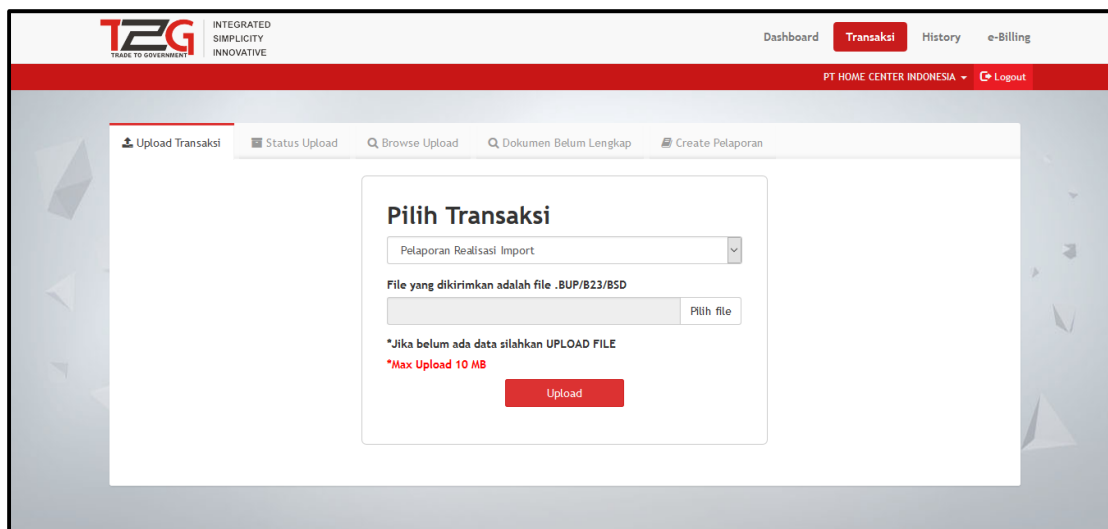 T2G
TRADE TO GOVERNMENT
INTEGRATED
SIMPLICITY
INNOVATIVE
Dashboard Transaksi History e-Billing
PT HOME CENTER INDONESIA Logout
Upload Transaksi Status Upload Browse Upload Dokumen Belum Lengkap Create Pelaporan
Pilih Transaksi
Pelaporan Realisasi Import
File yang dikirimkan adalah file .BUP/B23/BSD
Pilih file
*Jika belum ada data silahkan UPLOAD FILE
*Max Upload 10 MB
Upload